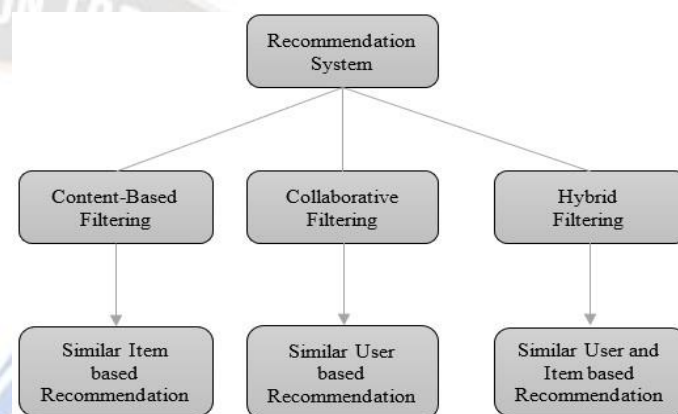 Recommendation
System
Content-Based
Filtering
Collaborative
Filtering
Hybrid
Filtering
Similar Item
based
Recommendation
Similar User
based
Recommendation
Similar User and
Item based
Recommendation